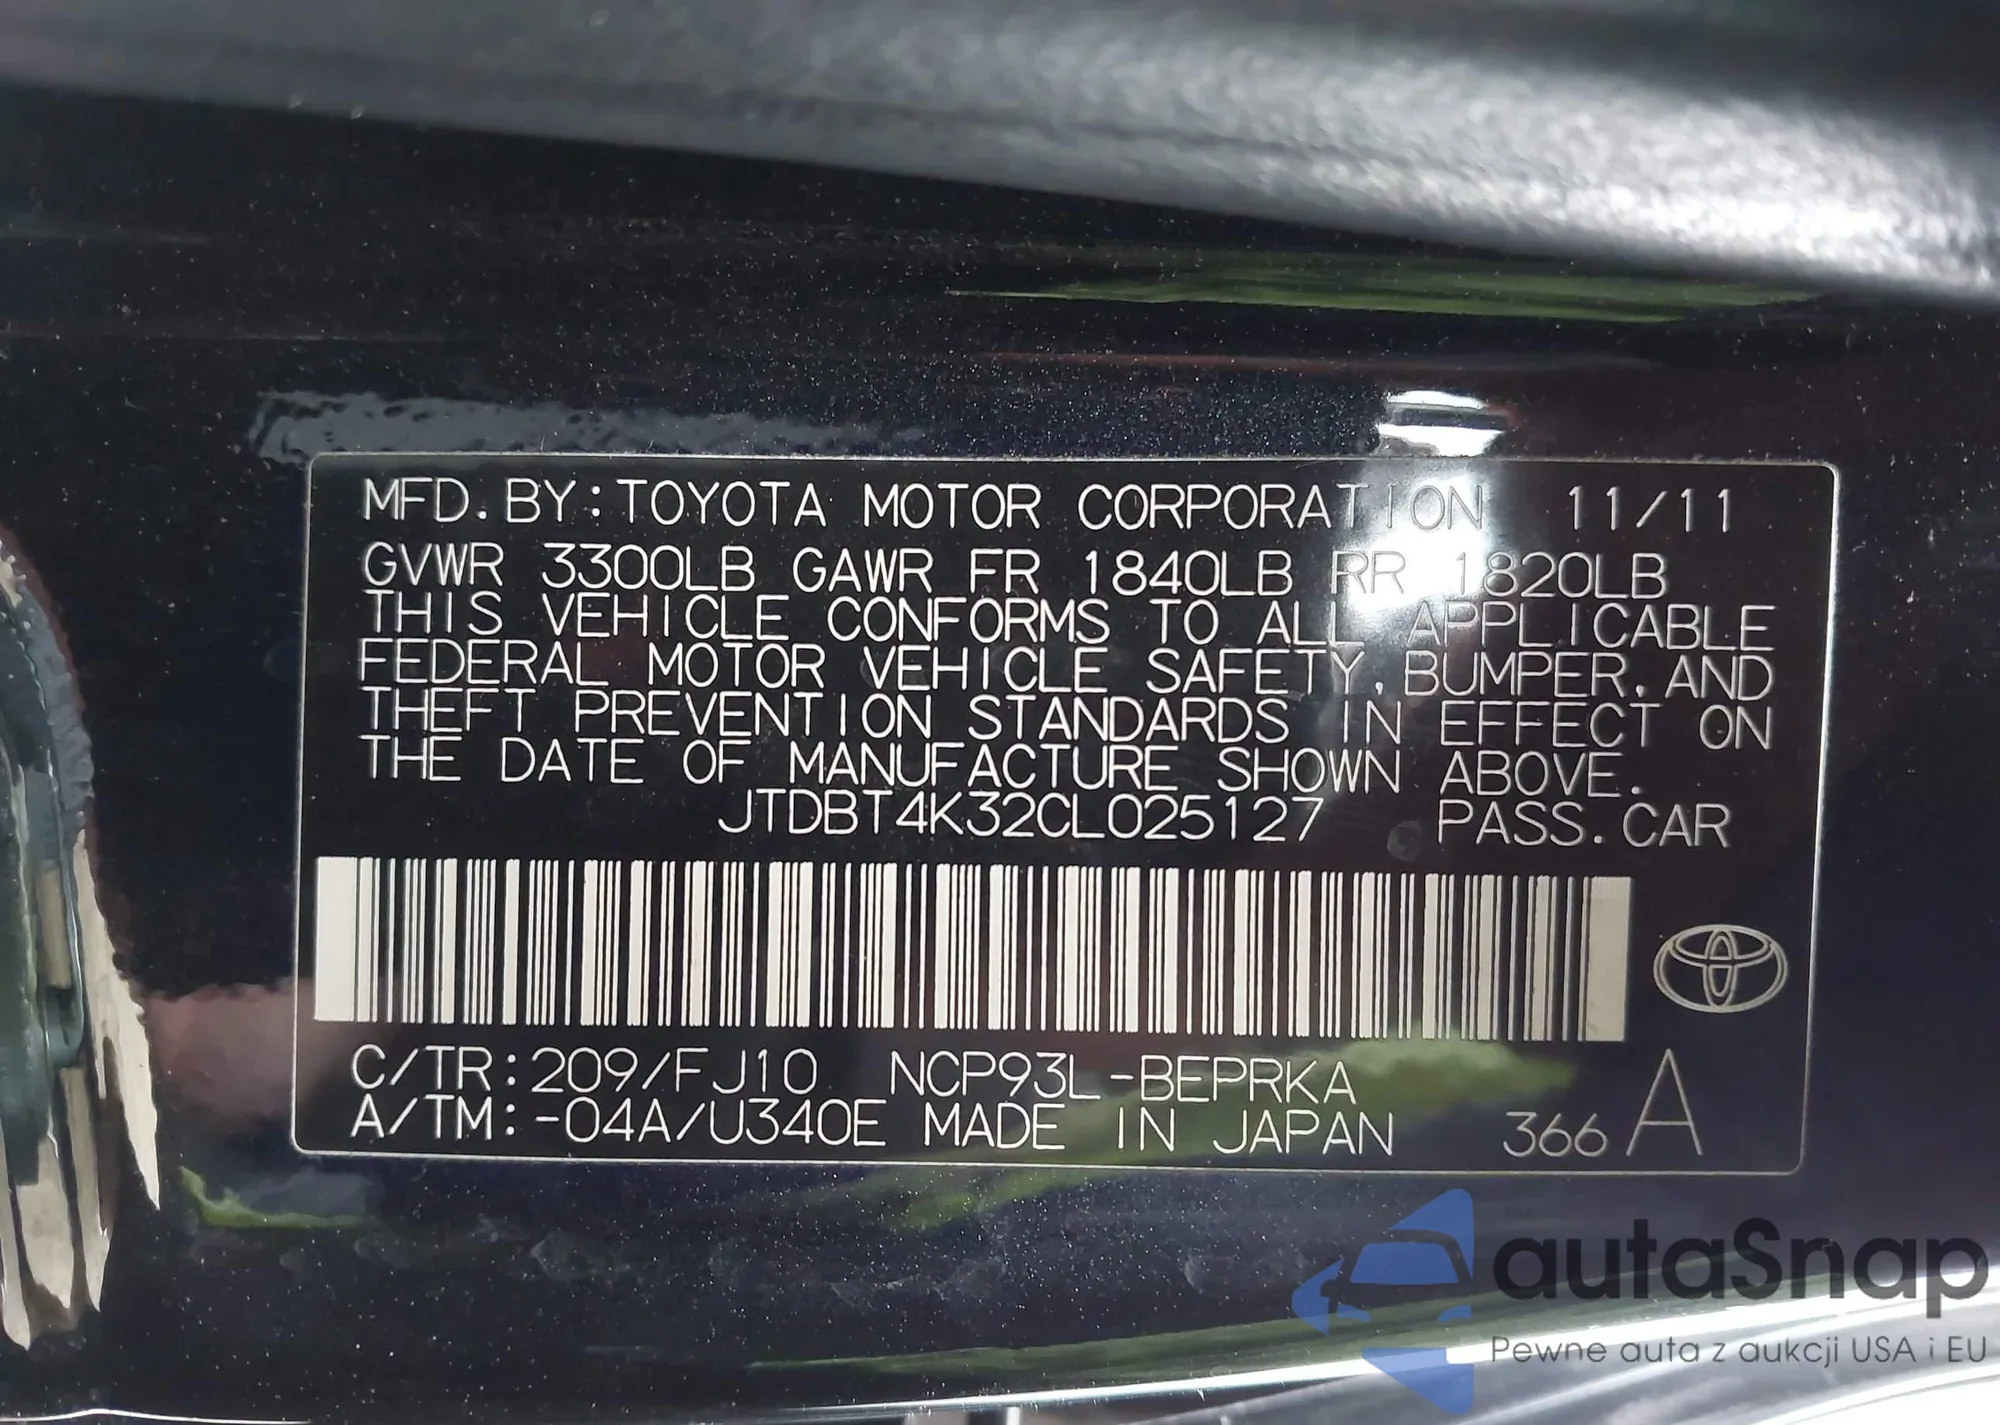 MFD. BY: TOYOTA MOTOR CORPORATION 11/11
GVWR 3300LB GAWR FR 1840LB RR 1820LB
THIS VEHICLE CONFORMS TO ALL APPLICABLE
FEDERAL MOTOR VEHICLE SAFETY, BUMPER, AND
THEFT PREVENTION STANDARDS IN EFFECT ON
THE DATE OF MANUFACTURE SHOWN ABOVE.
JTDBT4K32CL025127 PASS. CAR
C/TR: 209/FJ10 NCP93L-BEPRKA
A/TM: -04A/U340E MADE IN JAPAN 366 A
autaSnap
Pewne auta z aukcji USA i EU